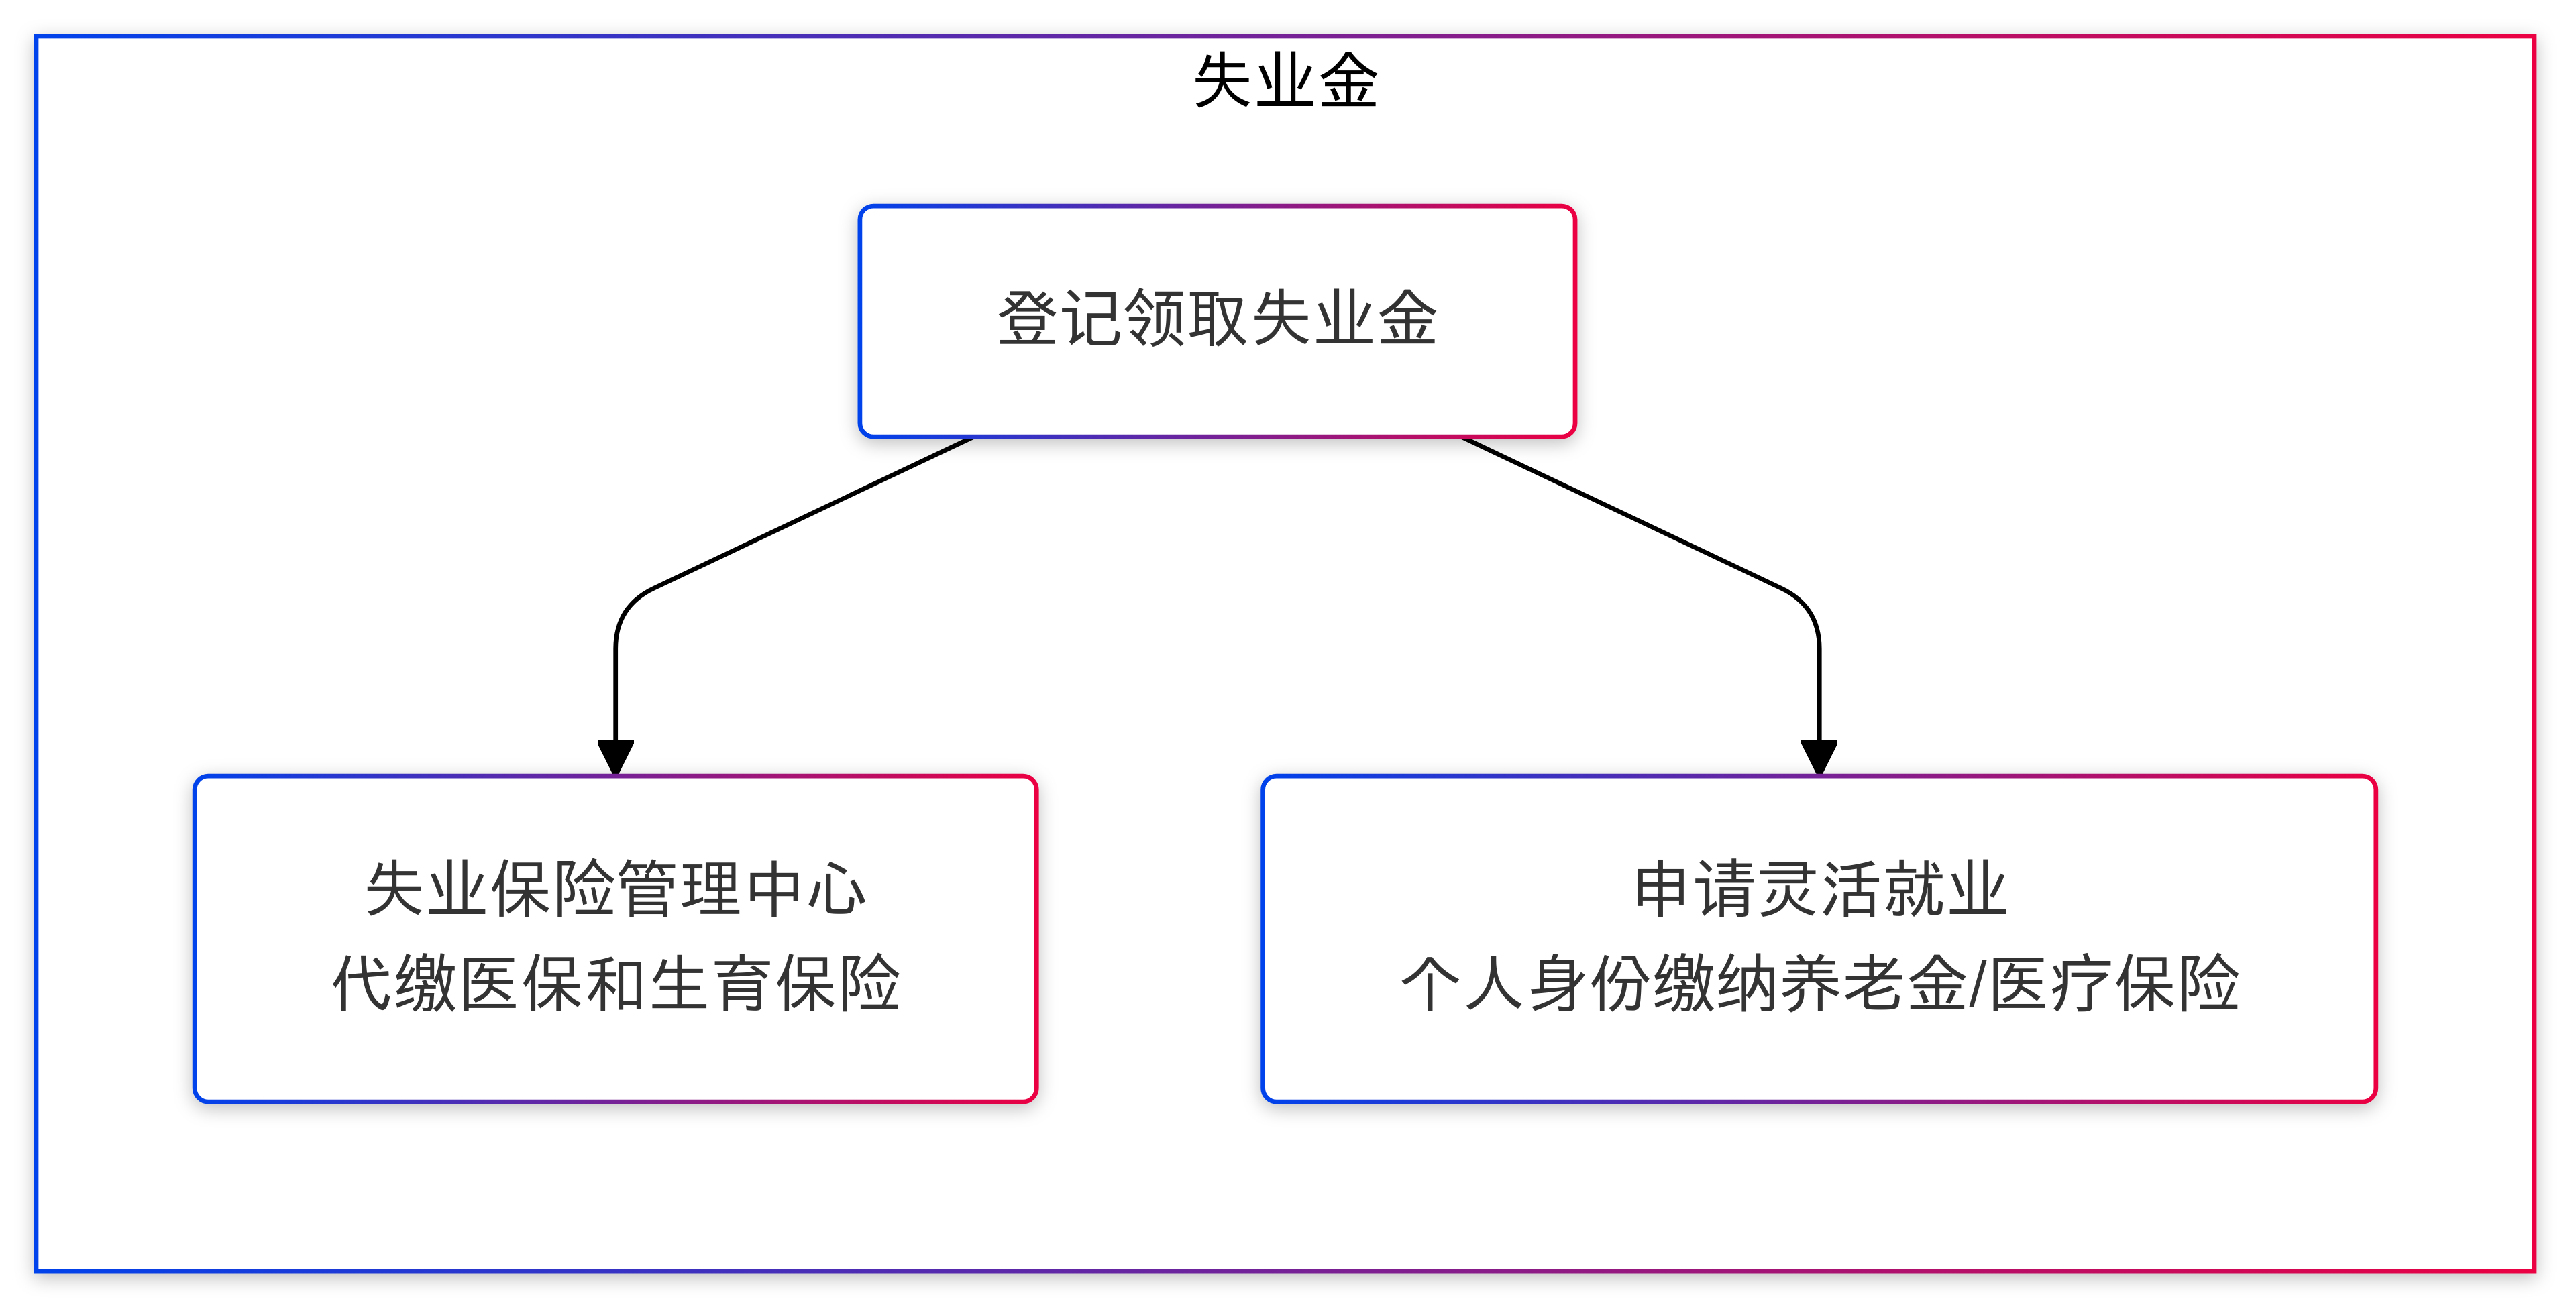 失业金
登记领取失业金
失业保险管理中心
代缴医保和生育保险
申请灵活就业
个人身份缴纳养老金/医疗保险